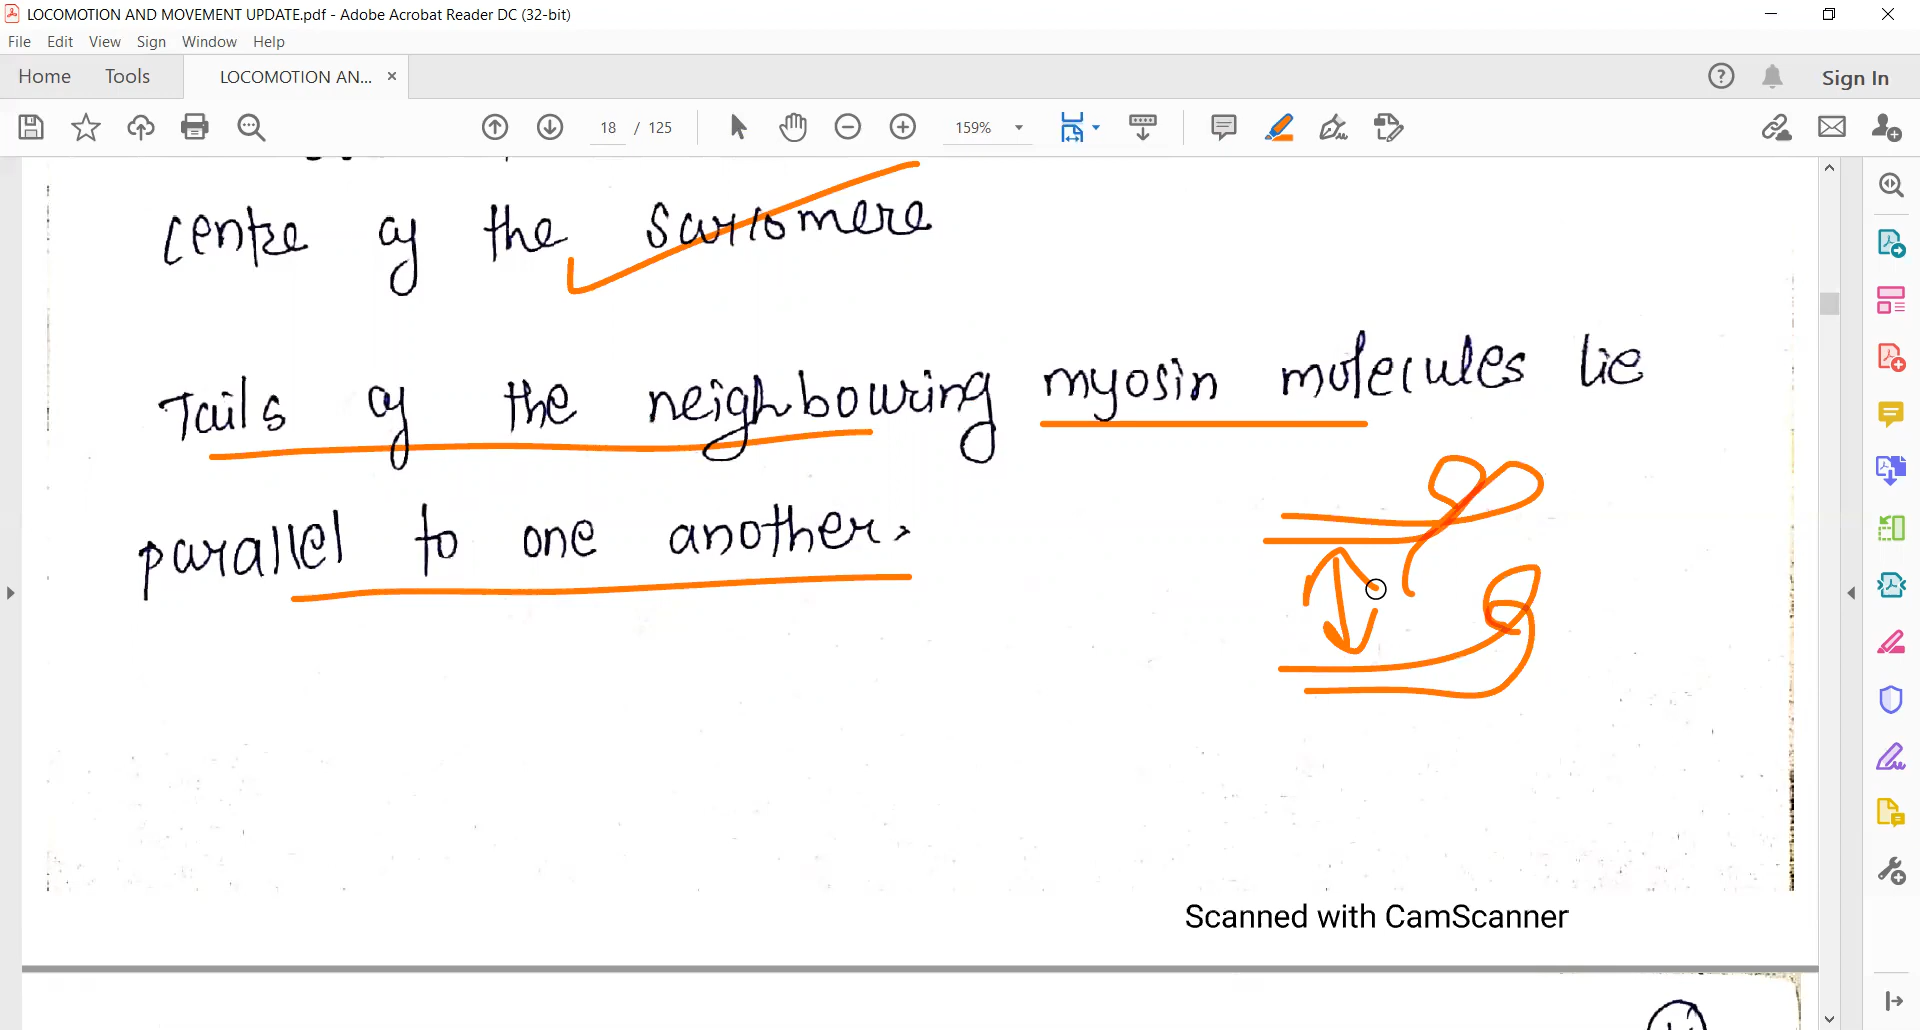 LOCOMOTION AND MOVEMENT UPDATE.pdf - Adobe Acrobat Reader DC (32-bit)
File Edit View Sign Window Help
Home Tools LOCOMOTION AN... × Sign In
18 / 125 159%
centre of the Sarcomere
Tails of the neighbouring myosin molecules lie
parallel to one another.
Scanned with CamScanner